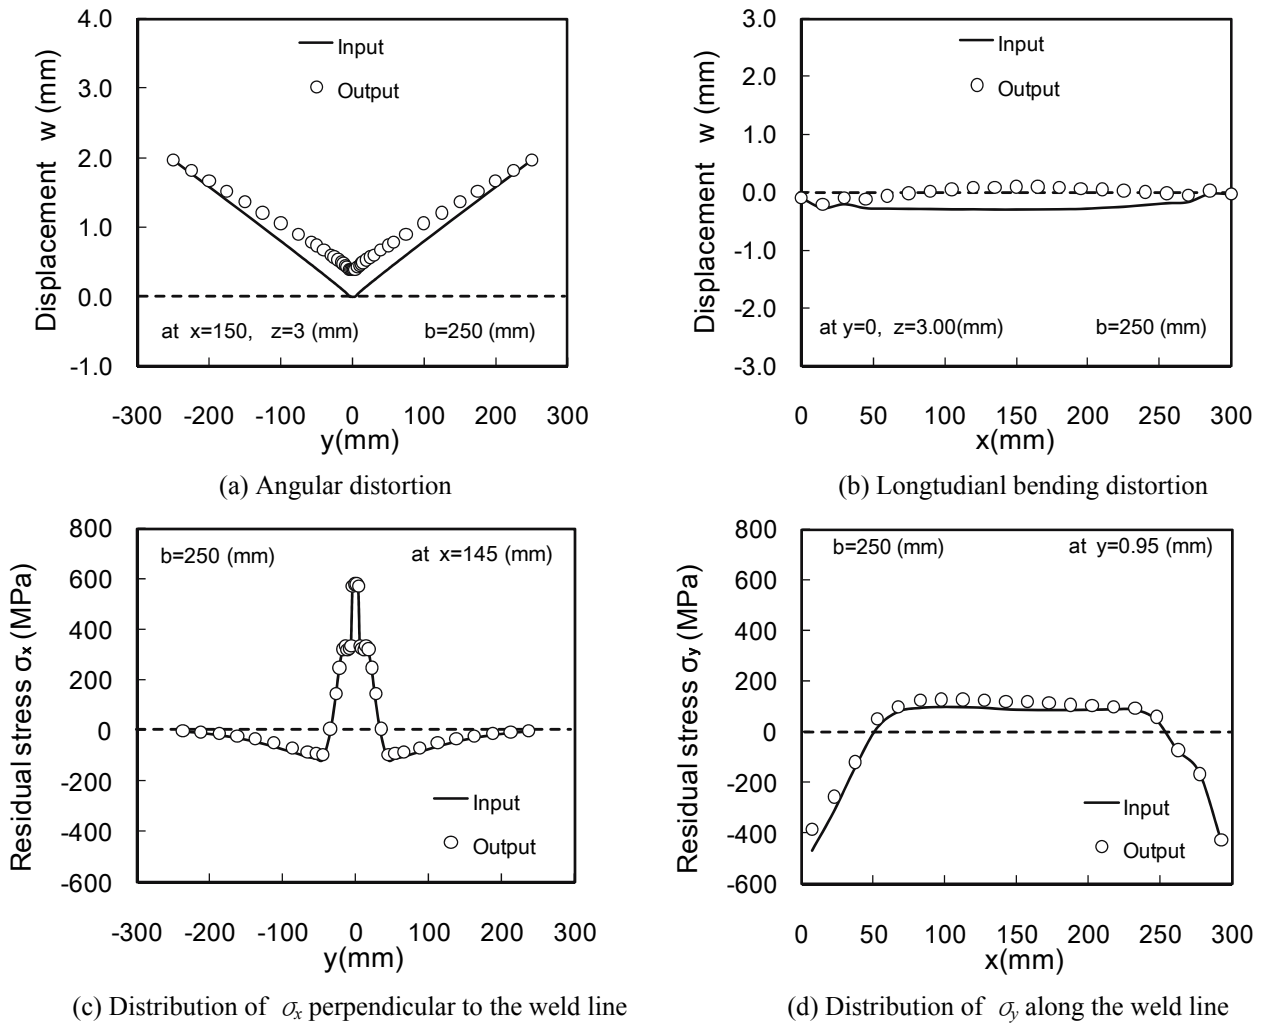 4.0
3.0
2.0
1.0
0.0
-1.0
Displacement w (mm)
Input
Output
at x=150, z=3 (mm) b=250 (mm)
-300 -200 -100 0 100 200 300
y(mm)
(a) Angular distortion
3.0
2.0
1.0
0.0
-1.0
-2.0
-3.0
Displacement w (mm)
Input
Output
at y=0, z=3.00(mm) b=250 (mm)
0 50 100 150 200 250 300
x(mm)
(b) Longtudianl bending distortion
800
600
400
200
0
-200
-400
-600
Residual stress σx (MPa)
b=250 (mm) at x=145 (mm)
Input
Output
-300 -200 -100 0 100 200 300
y(mm)
(c) Distribution of σx perpendicular to the weld line
800
600
400
200
0
-200
-400
-600
Residual stress σy (MPa)
b=250 (mm) at y=0.95 (mm)
Input
Output
0 50 100 150 200 250 300
x(mm)
(d) Distribution of σy along the weld line